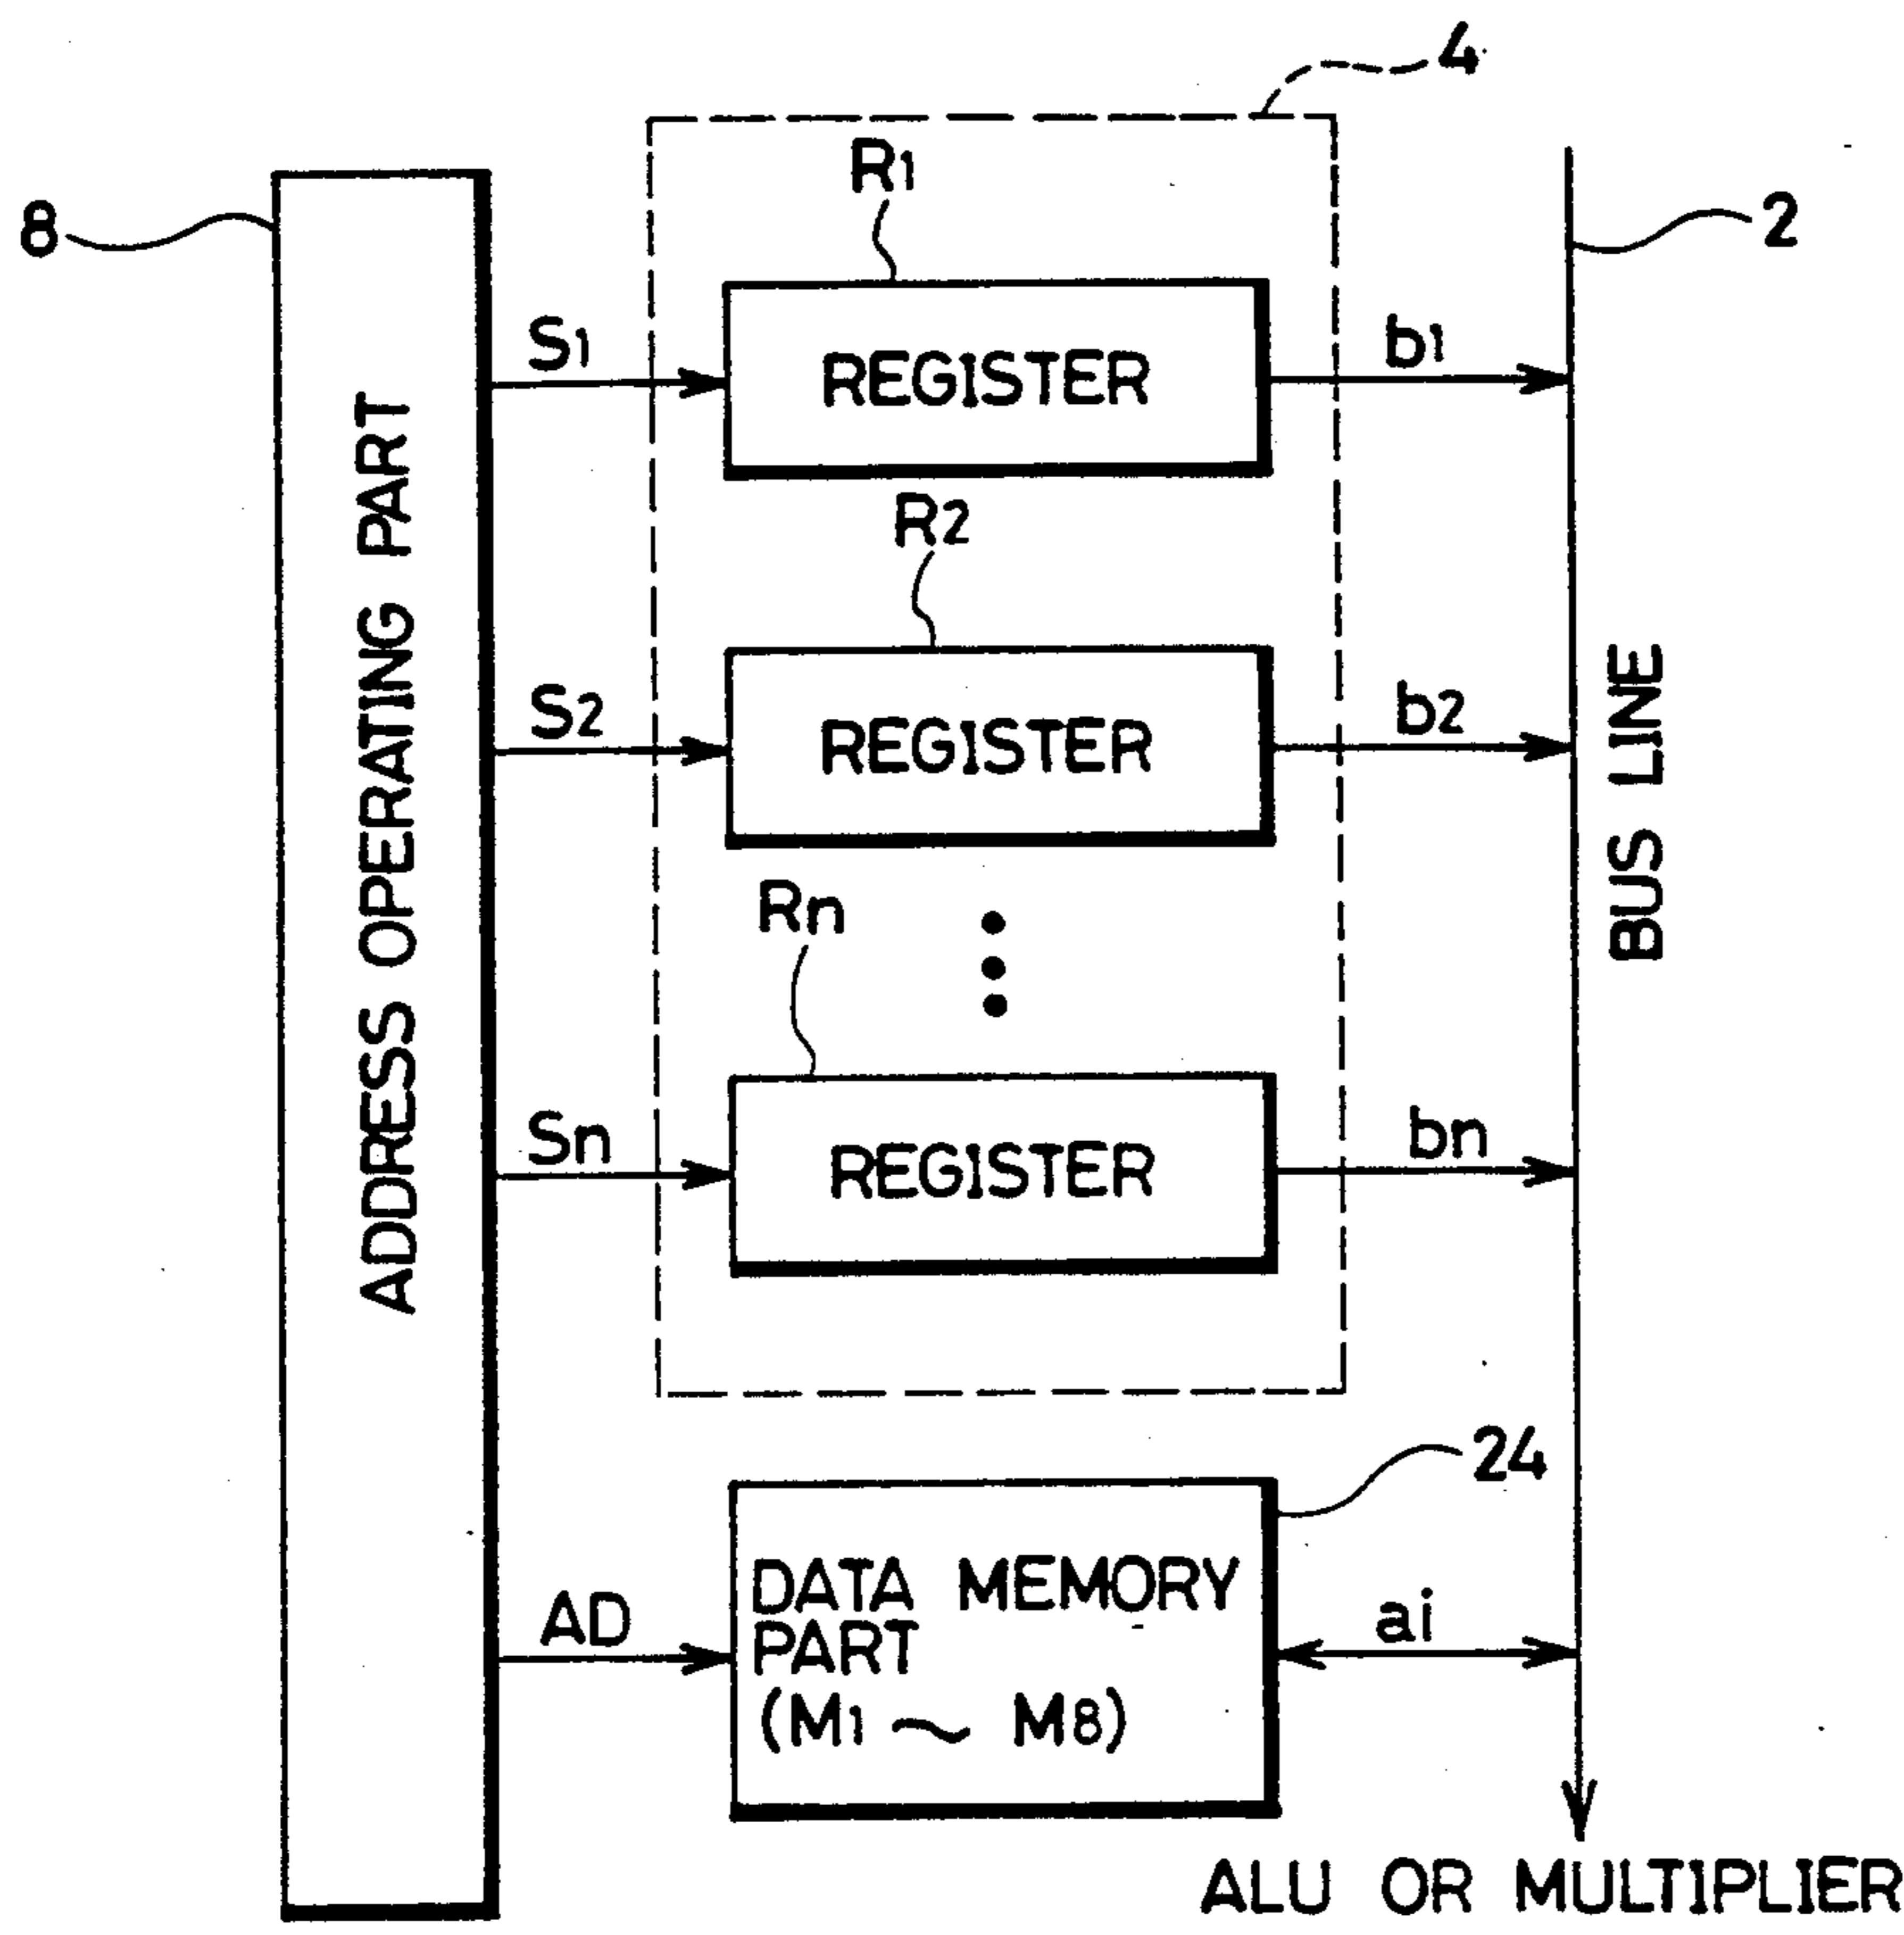 4
R1
8
2
S1
REGISTER
b1
R2
S2
REGISTER
b2
ADDRESS OPERATING PART
BUS LINE
Rn
Sn
REGISTER
bn
24
AD
DATA MEMORY
PART
(M1 ~ M8)
ai
ALU OR MULTIPLIER